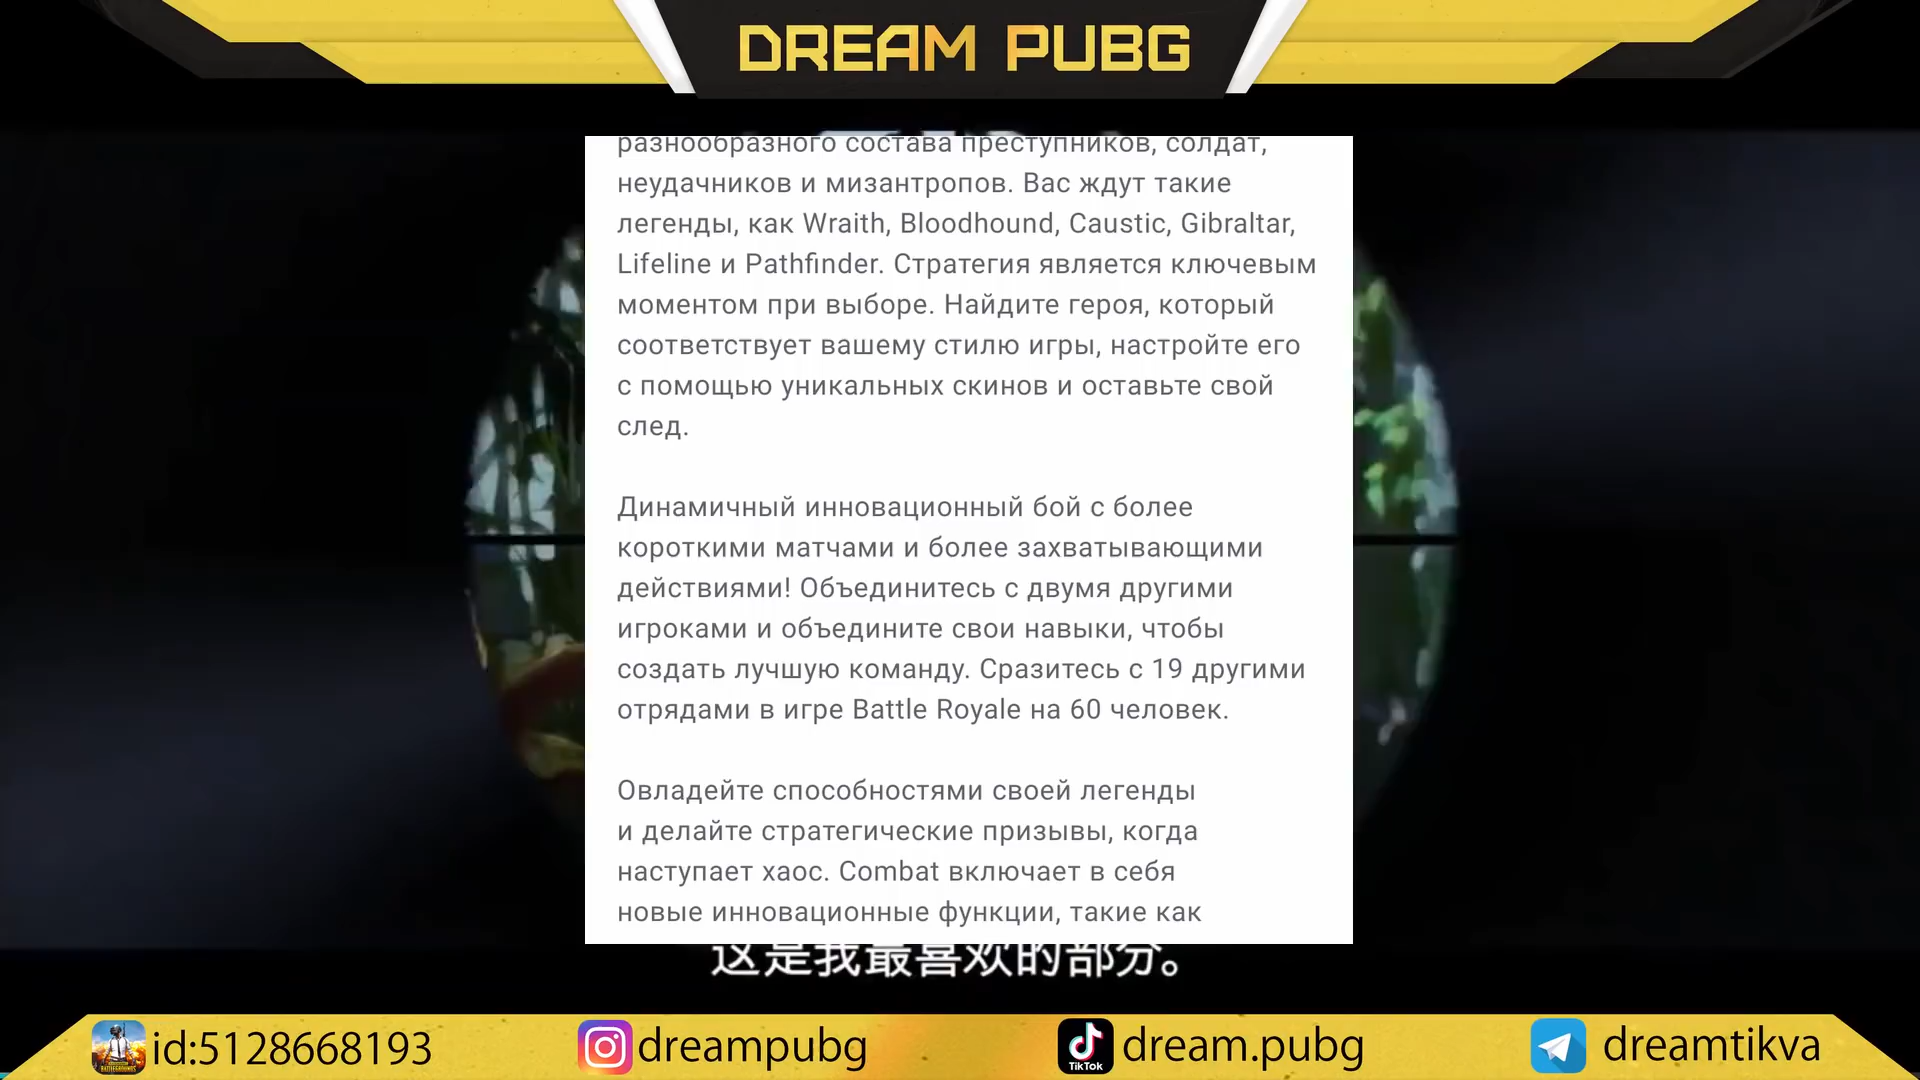 DREAM PUBG
разнообразного состава преступников, солдат,
неудачников и мизантропов. Вас ждут такие
легенды, как Wraith, Bloodhound, Caustic, Gibraltar,
Lifeline и Pathfinder. Стратегия является ключевым
моментом при выборе. Найдите героя, который
соответствует вашему стилю игры, настройте его
с помощью уникальных скинов и оставьте свой
след.
Динамичный инновационный бой с более
короткими матчами и более захватывающими
действиями! Объединитесь с двумя другими
игроками и объедините свои навыки, чтобы
создать лучшую команду. Сразитесь с 19 другими
отрядами в игре Battle Royale на 60 человек.
Овладейте способностями своей легенды
и делайте стратегические призывы, когда
наступает хаос. Combat включает в себя
новые инновационные функции, такие как
这是我最喜欢的部分。
id:5128668193
dreampubg
TikTok
dream.pubg
dreamtikva